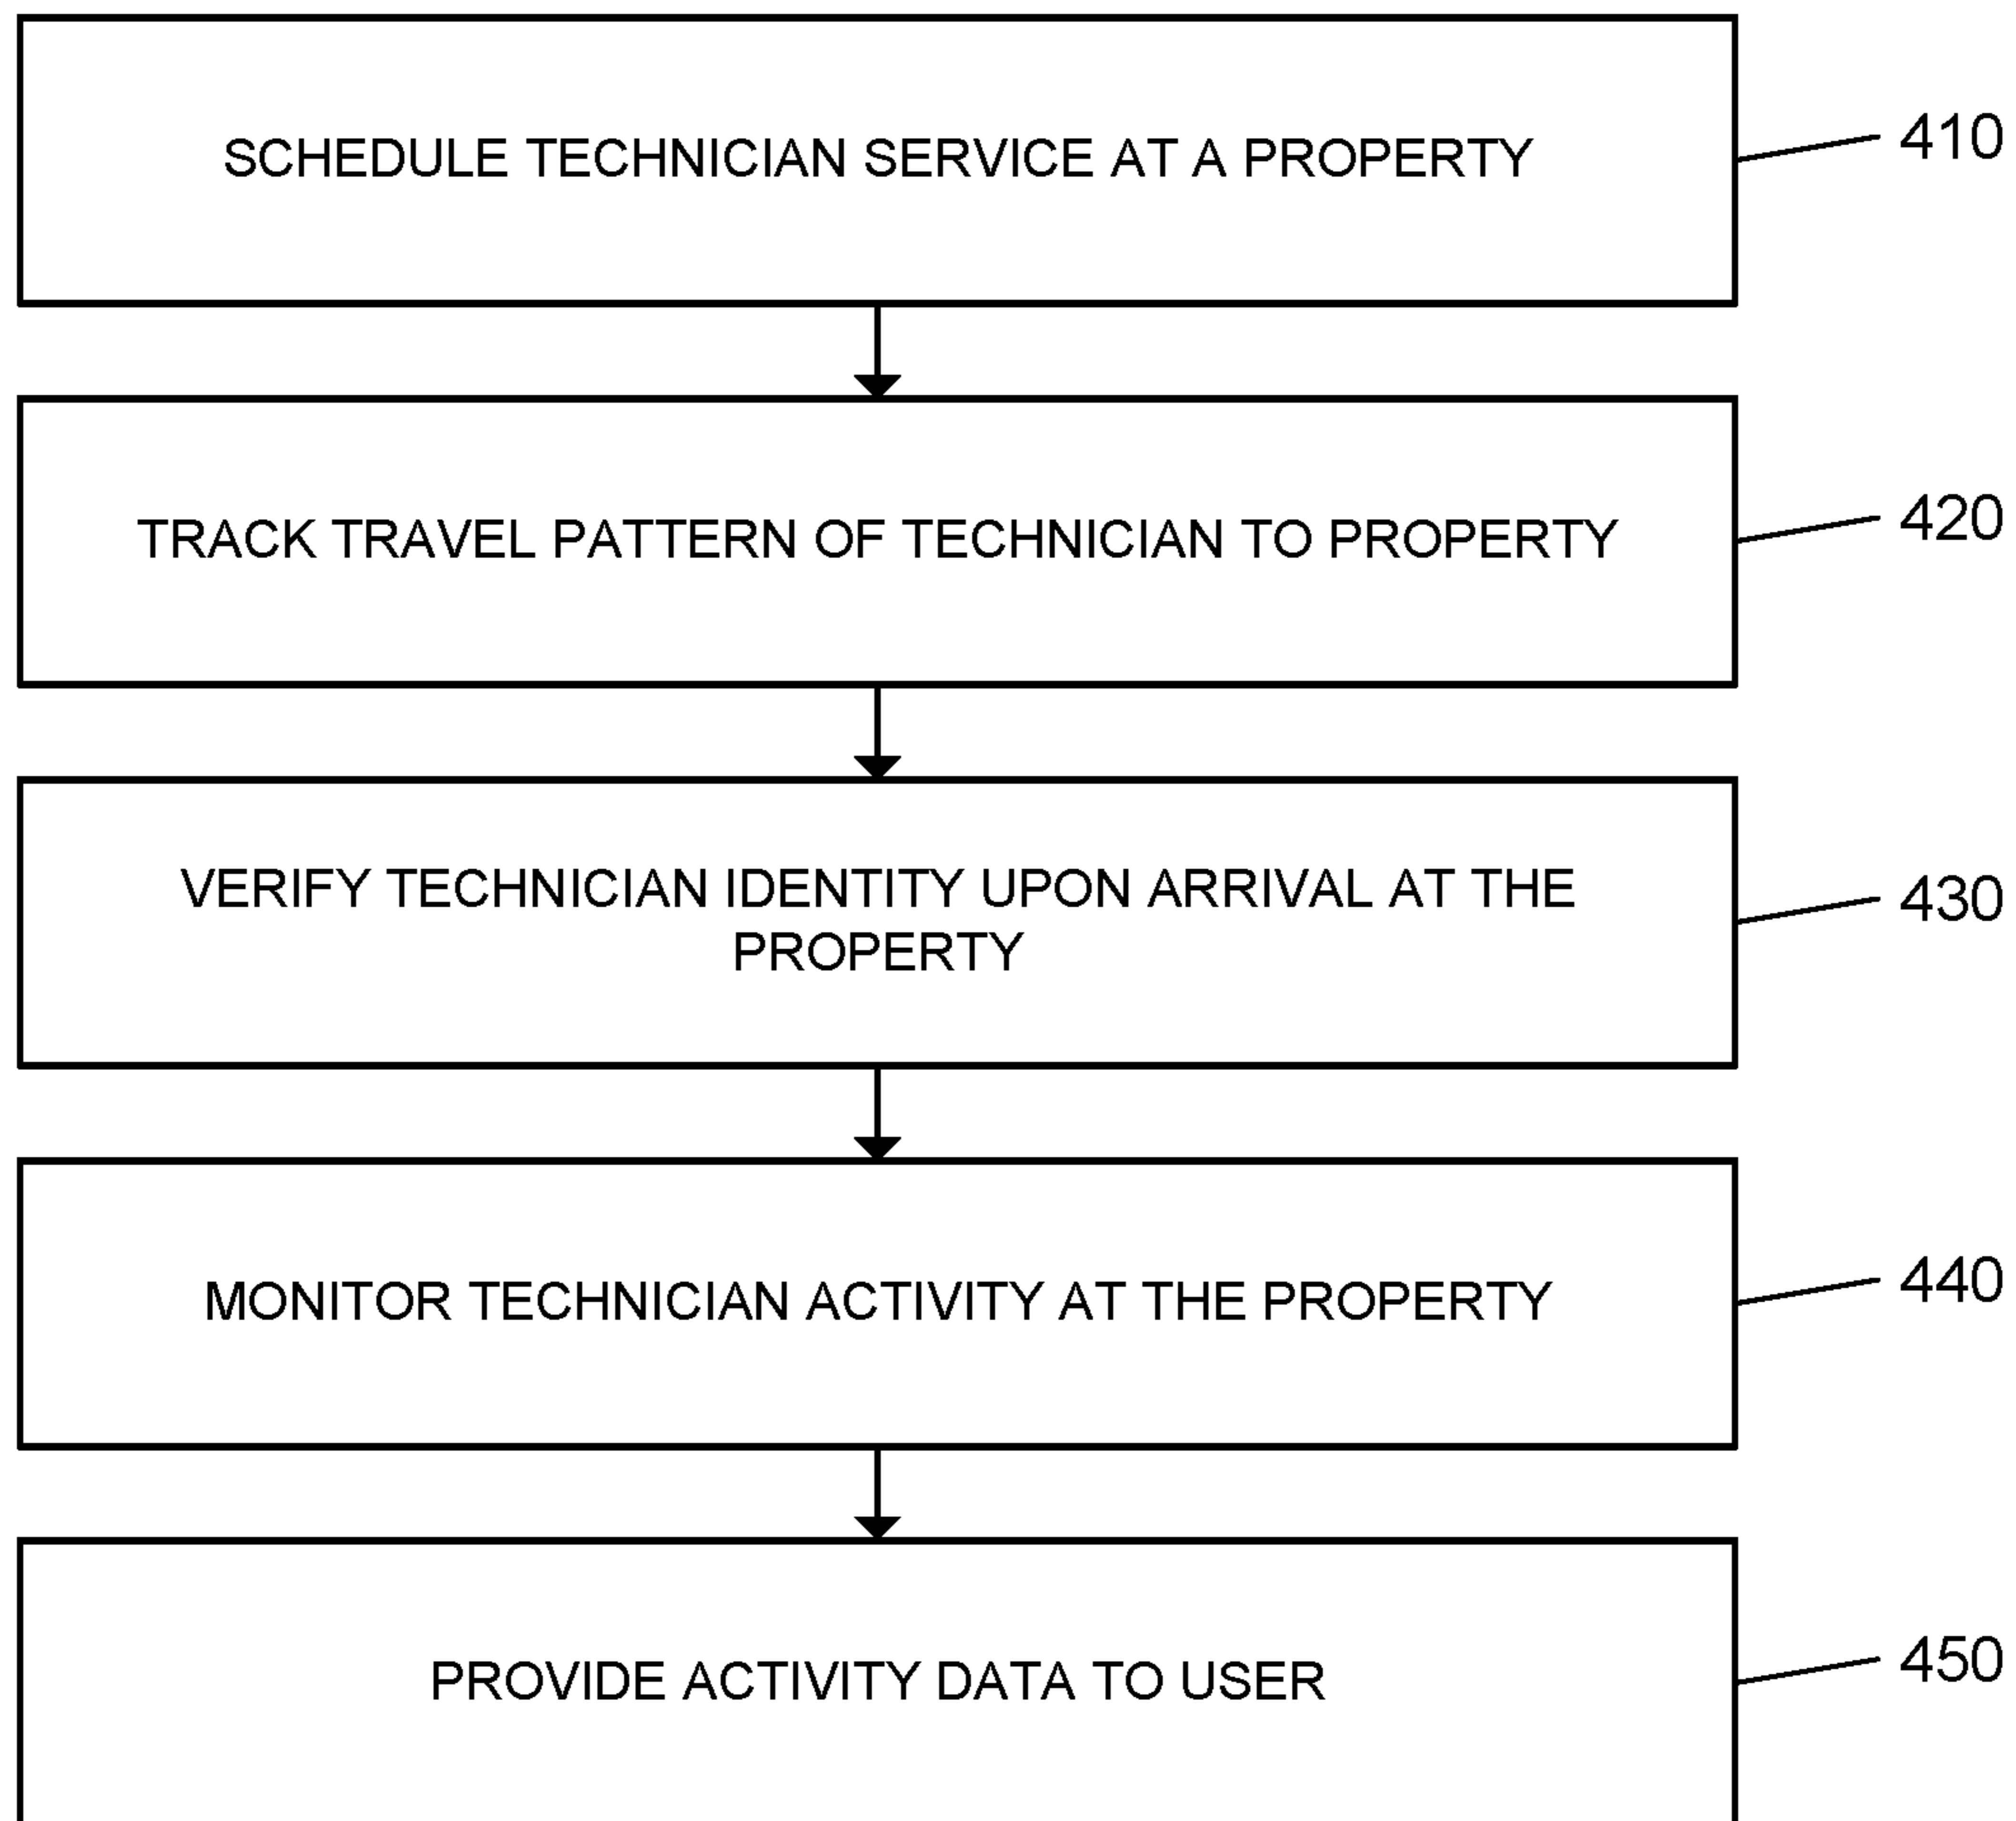 SCHEDULE TECHNICIAN SERVICE AT A PROPERTY
410
TRACK TRAVEL PATTERN OF TECHNICIAN TO PROPERTY
420
VERIFY TECHNICIAN IDENTITY UPON ARRIVAL AT THE
PROPERTY
430
MONITOR TECHNICIAN ACTIVITY AT THE PROPERTY
440
PROVIDE ACTIVITY DATA TO USER
450